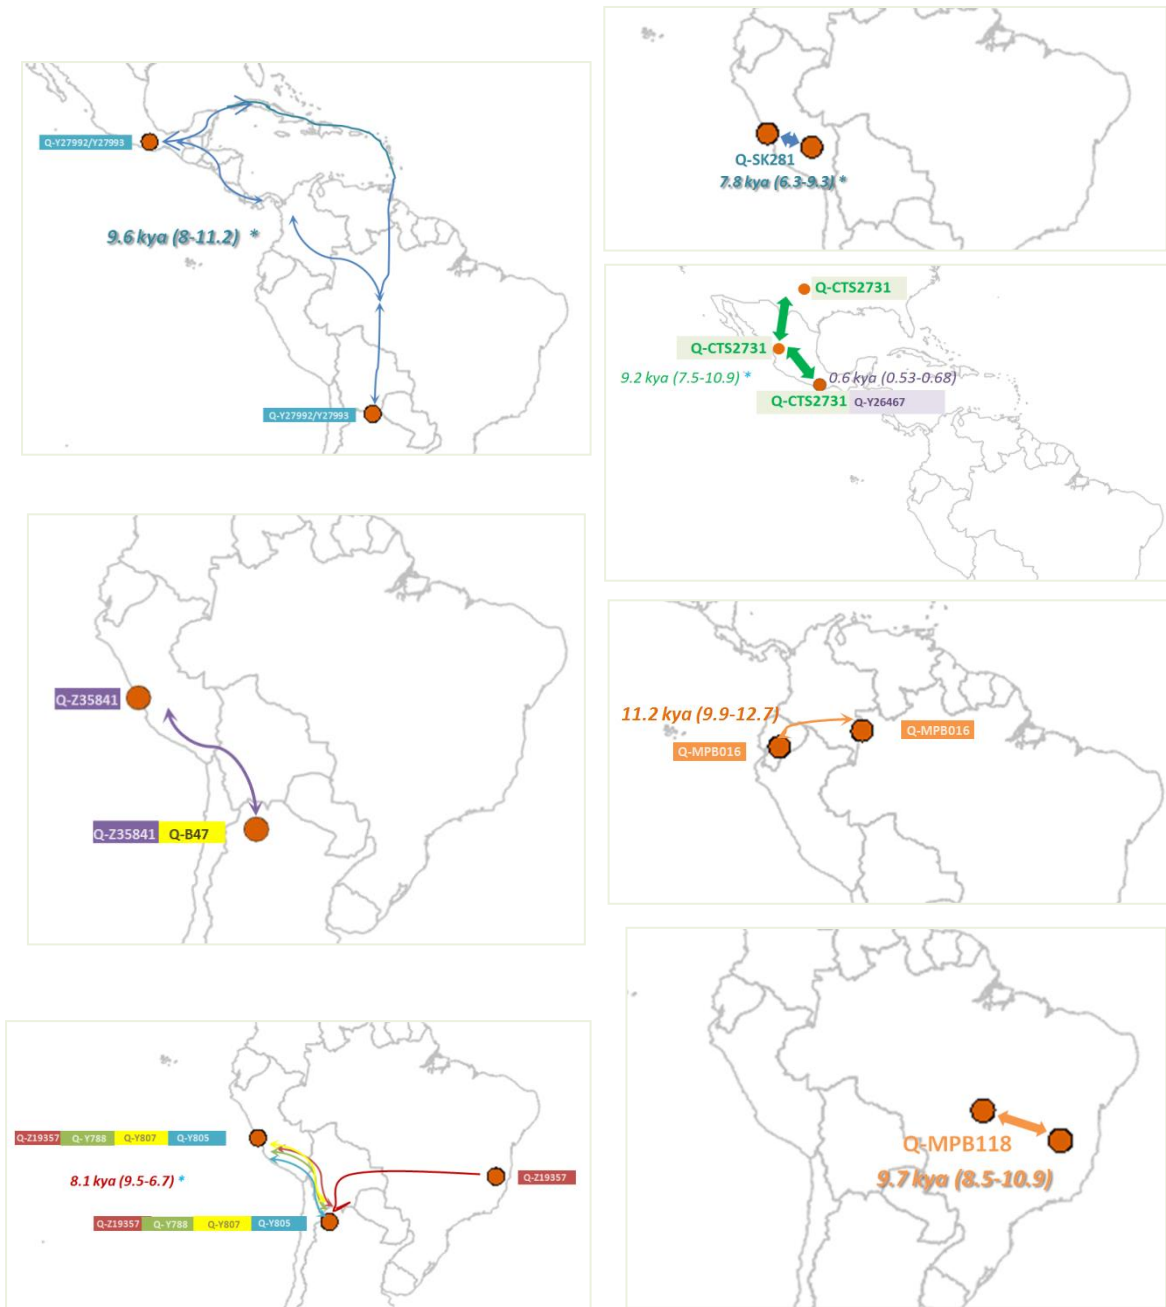 Q-Y27992/Y27993
9.6 kya (8-11.2) *
Q-Y27992/Y27993
Q-SK281
7.8 kya (6.3-9.3) *
Q-CTS2731
Q-CTS2731
9.2 kya (7.5-10.9) * 0.6 kya (0.53-0.68)
Q-CTS2731 Q-Y26467
Q-Z35841
Q-Z35841 Q-B47
11.2 kya (9.9-12.7)
Q-MPB016
Q-MPB016
Q-Z19357 Q-Y788 Q-Y807 Q-Y805
8.1 kya (9.5-6.7) *
Q-Z19357
Q-Z19357 Q-Y788 Q-Y807 Q-Y805
Q-MPB118
9.7 kya (8.5-10.9)